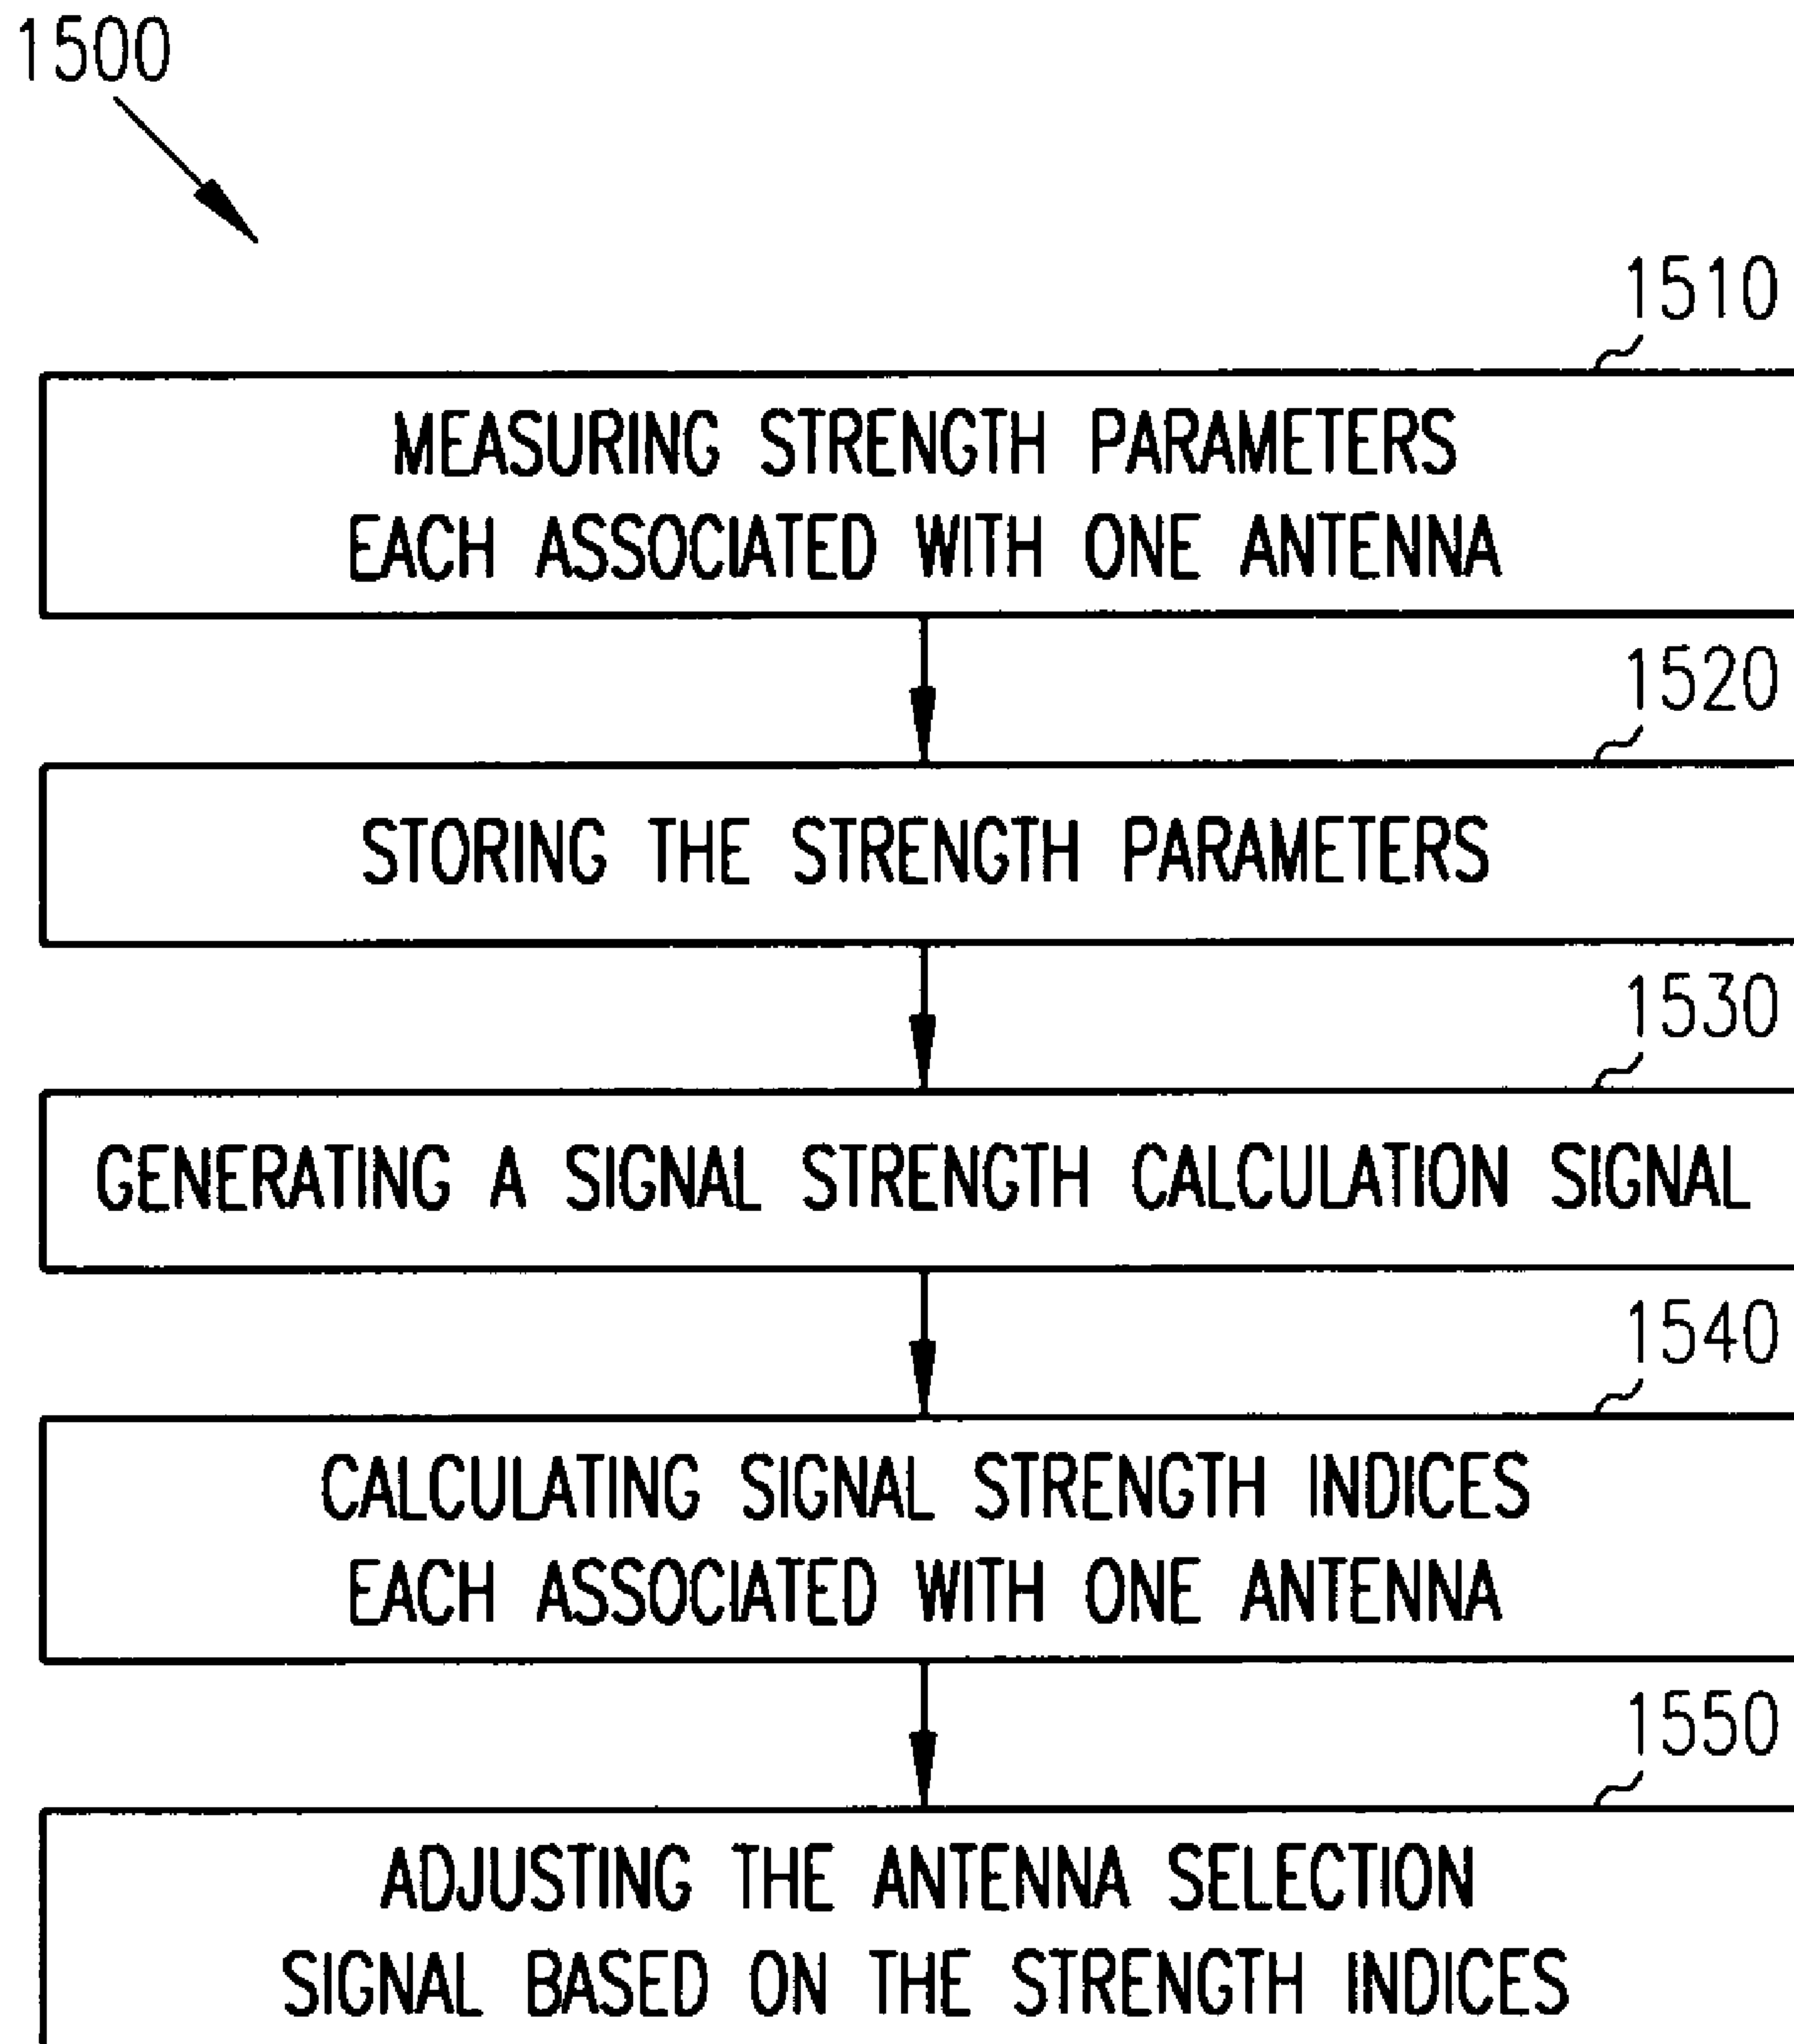 1500
1510
MEASURING STRENGTH PARAMETERS
EACH ASSOCIATED WITH ONE ANTENNA
1520
STORING THE STRENGTH PARAMETERS
1530
GENERATING A SIGNAL STRENGTH CALCULATION SIGNAL
1540
CALCULATING SIGNAL STRENGTH INDICES
EACH ASSOCIATED WITH ONE ANTENNA
1550
ADJUSTING THE ANTENNA SELECTION
SIGNAL BASED ON THE STRENGTH INDICES